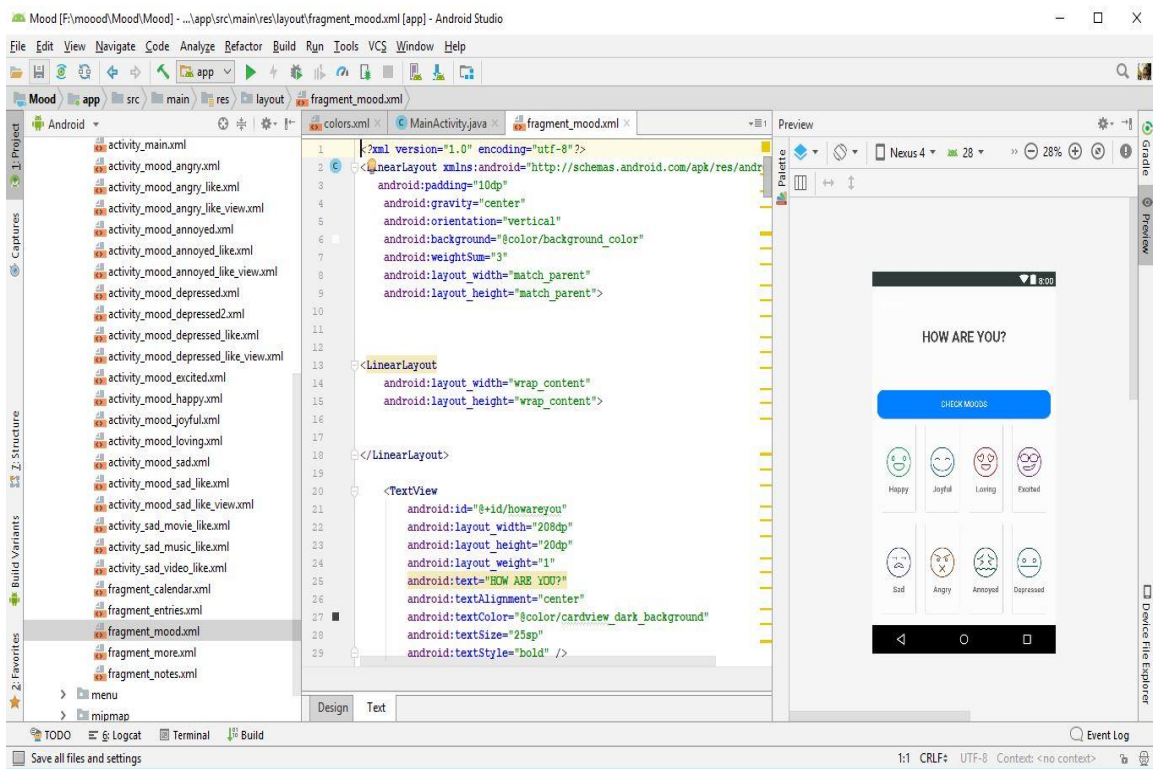 Mood [F:\moood\Mood\Mood] - ...\app\src\main\res\layout\fragment_mood.xml [app] - Android Studio
File Edit View Navigate Code Analyze Refactor Build Run Tools VCS Window Help
app
Mood app src main res layout fragment_mood.xml
Android
colors.xml MainActivity.java fragment_mood.xml
1: Project
Captures
Z: Structure
Build Variants
2: Favorites
activity_main.xml
activity_mood_angry.xml
activity_mood_angry_like.xml
activity_mood_angry_like_view.xml
activity_mood_annoyed.xml
activity_mood_annoyed_like.xml
activity_mood_annoyed_like_view.xml
activity_mood_depressed.xml
activity_mood_depressed2.xml
activity_mood_depressed_like.xml
activity_mood_depressed_like_view.xml
activity_mood_excited.xml
activity_mood_happy.xml
activity_mood_joyful.xml
activity_mood_loving.xml
activity_mood_sad.xml
activity_mood_sad_like.xml
activity_mood_sad_like_view.xml
activity_sad_movie_like.xml
activity_sad_music_like.xml
activity_sad_video_like.xml
fragment_calendar.xml
fragment_entries.xml
fragment_mood.xml
fragment_more.xml
fragment_notes.xml
menu
mipmap
1 <?xml version="1.0" encoding="utf-8"?>
2 <LinearLayout xmlns:android="http://schemas.android.com/apk/res/andr
3 android:padding="10dp"
4 android:gravity="center"
5 android:orientation="vertical"
6 android:background="@color/background_color"
7 android:weightSum="3"
8 android:layout_width="match_parent"
9 android:layout_height="match_parent">
10
11
12
13 <LinearLayout
14 android:layout_width="wrap_content"
15 android:layout_height="wrap_content">
16
17
18 </LinearLayout>
19
20 <TextView
21 android:id="@+id/howareyou"
22 android:layout_width="208dp"
23 android:layout_height="20dp"
24 android:layout_weight="1"
25 android:text="HOW ARE YOU?"
26 android:textAlignment="center"
27 android:textColor="@color/cardview_dark_background"
28 android:textSize="25sp"
29 android:textStyle="bold" />
Design Text
Preview
Palette
Nexus 4 28 28%
8:00
HOW ARE YOU?
CHECK MOODS
Happy Joyful Loving Excited
Sad Angry Annoyed Depressed
Gradle
Preview
Device File Explorer
TODO 6: Logcat Terminal Build Event Log
Save all files and settings 1:1 CRLF UTF-8 Context: <no context>